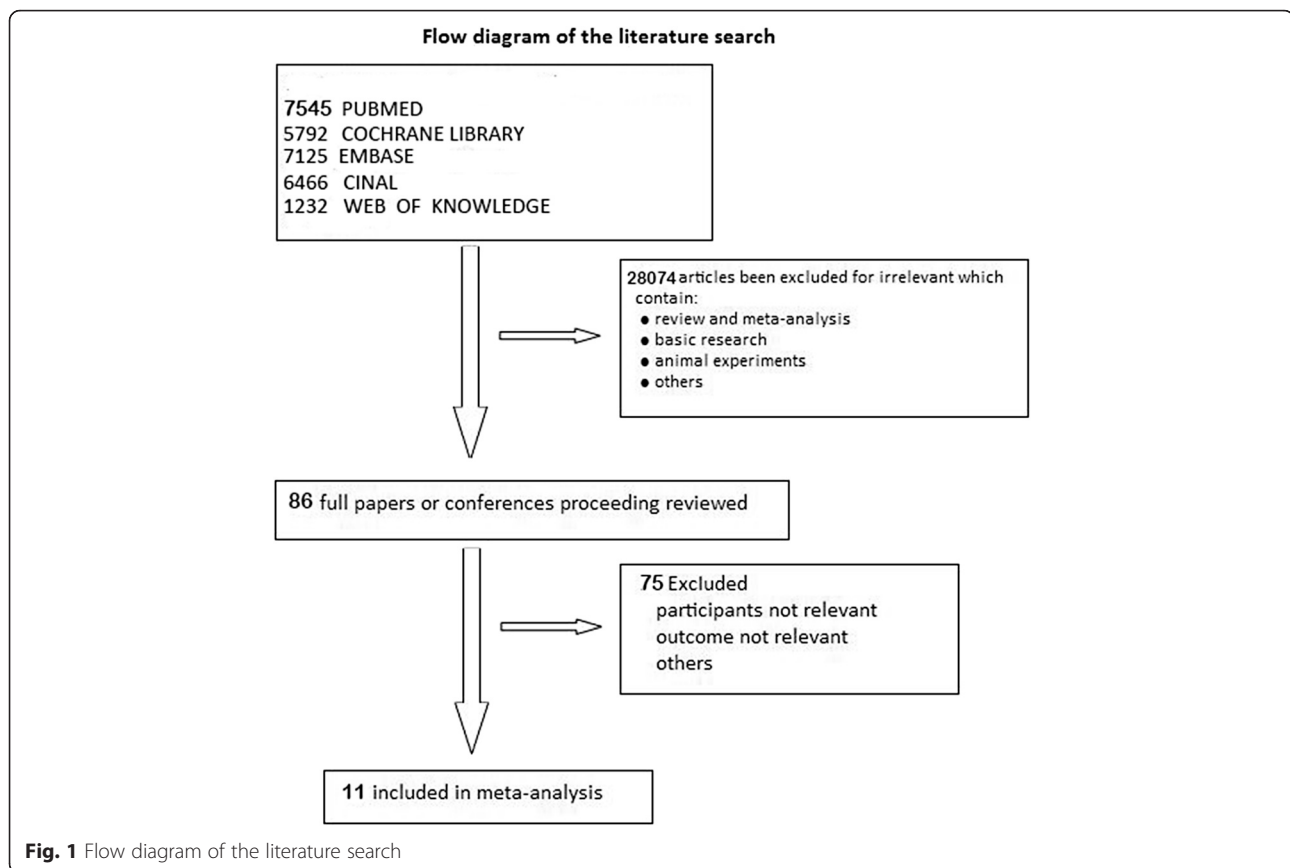 Flow diagram of the literature search
7545 PUBMED
5792 COCHRANE LIBRARY
7125 EMBASE
6466 CINAL
1232 WEB OF KNOWLEDGE
28074 articles been excluded for irrelevant which
contain:
● review and meta-analysis
● basic research
● animal experiments
● others
86 full papers or conferences proceeding reviewed
75 Excluded
participants not relevant
outcome not relevant
others
11 included in meta-analysis
Fig. 1 Flow diagram of the literature search